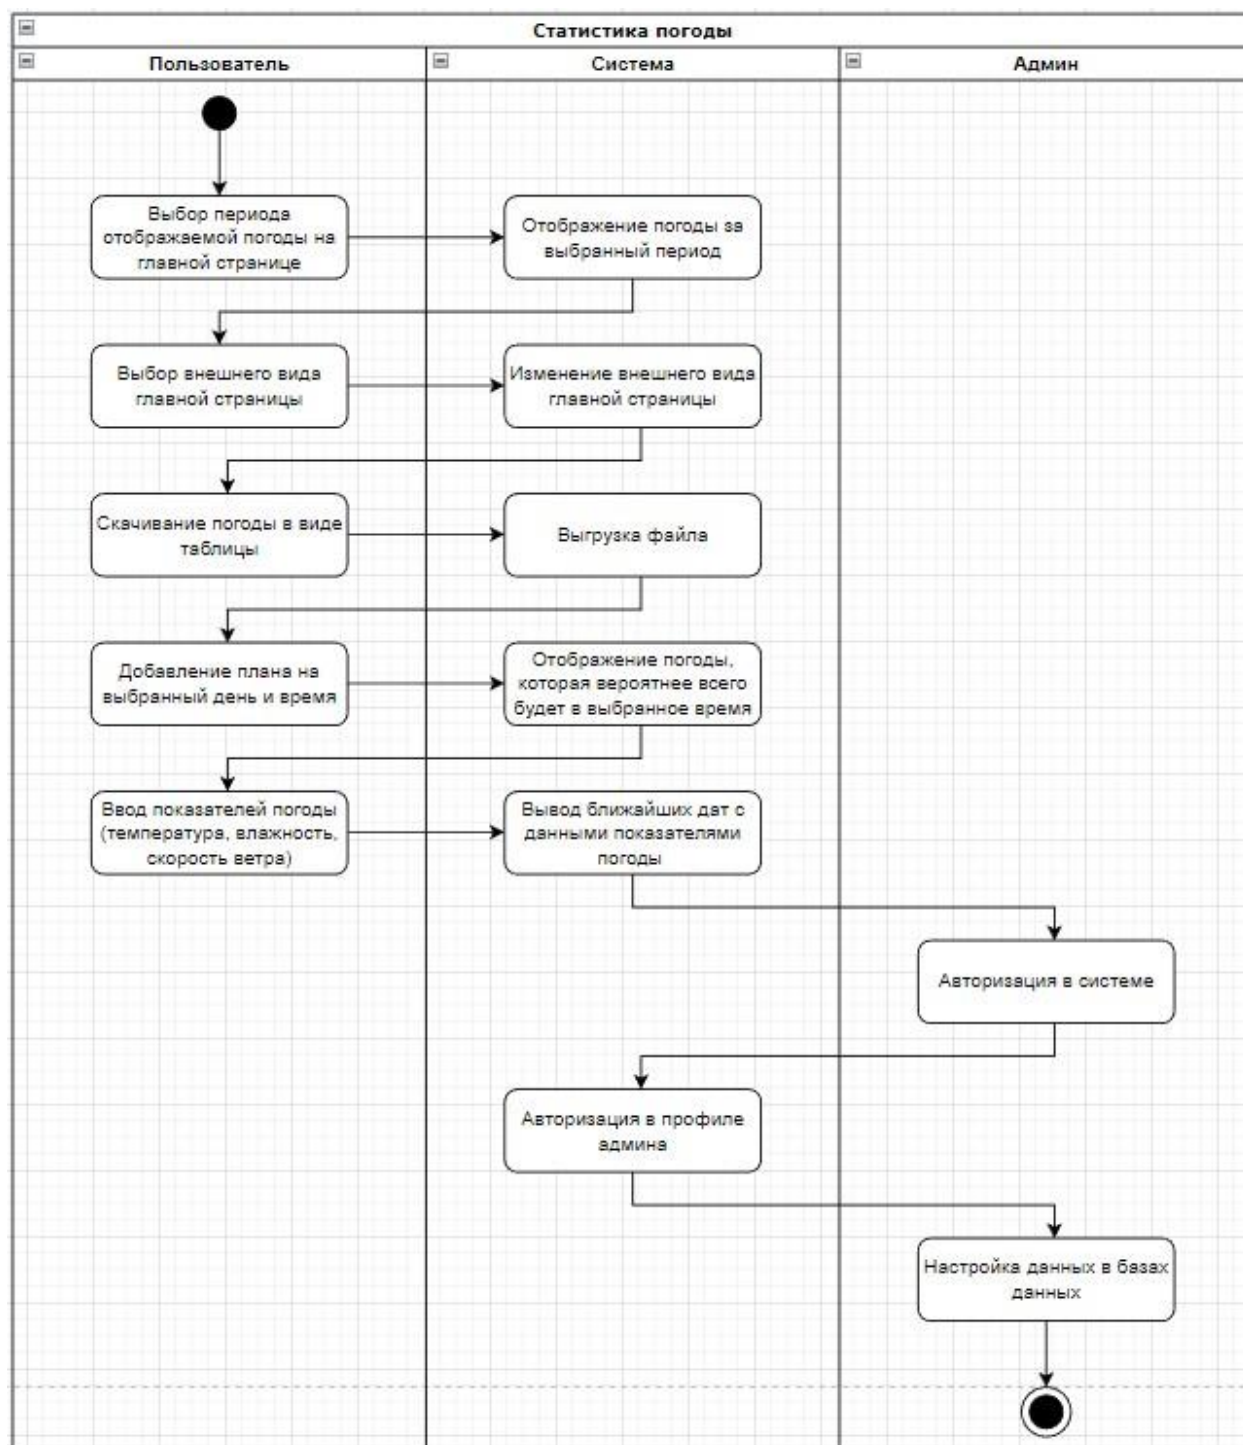 Статистика погоды
Пользователь
Система
Админ
Выбор периода
отображаемой погоды на
главной странице
Отображение погоды за
выбранный период
Выбор внешнего вида
главной страницы
Изменение внешнего вида
главной страницы
Скачивание погоды в виде
таблицы
Выгрузка файла
Добавление плана на
выбранный день и время
Отображение погоды,
которая вероятнее всего
будет в выбранное время
Ввод показателей погоды
(температура, влажность,
скорость ветра)
Вывод ближайших дат с
данными показателями
погоды
Авторизация в системе
Авторизация в профиле
админа
Настройка данных в базах
данных